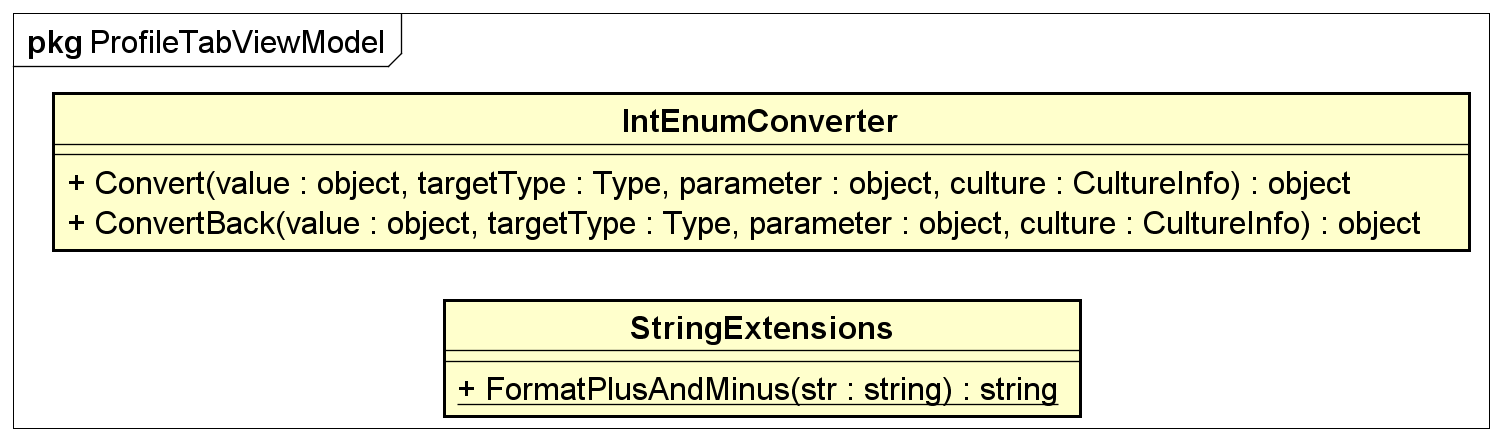 pkg ProfileTabViewModel
IntEnumConverter
+ Convert(value : object, targetType : Type, parameter : object, culture : CultureInfo) : object
+ ConvertBack(value : object, targetType : Type, parameter : object, culture : CultureInfo) : object
StringExtensions
+ FormatPlusAndMinus(str : string) : string